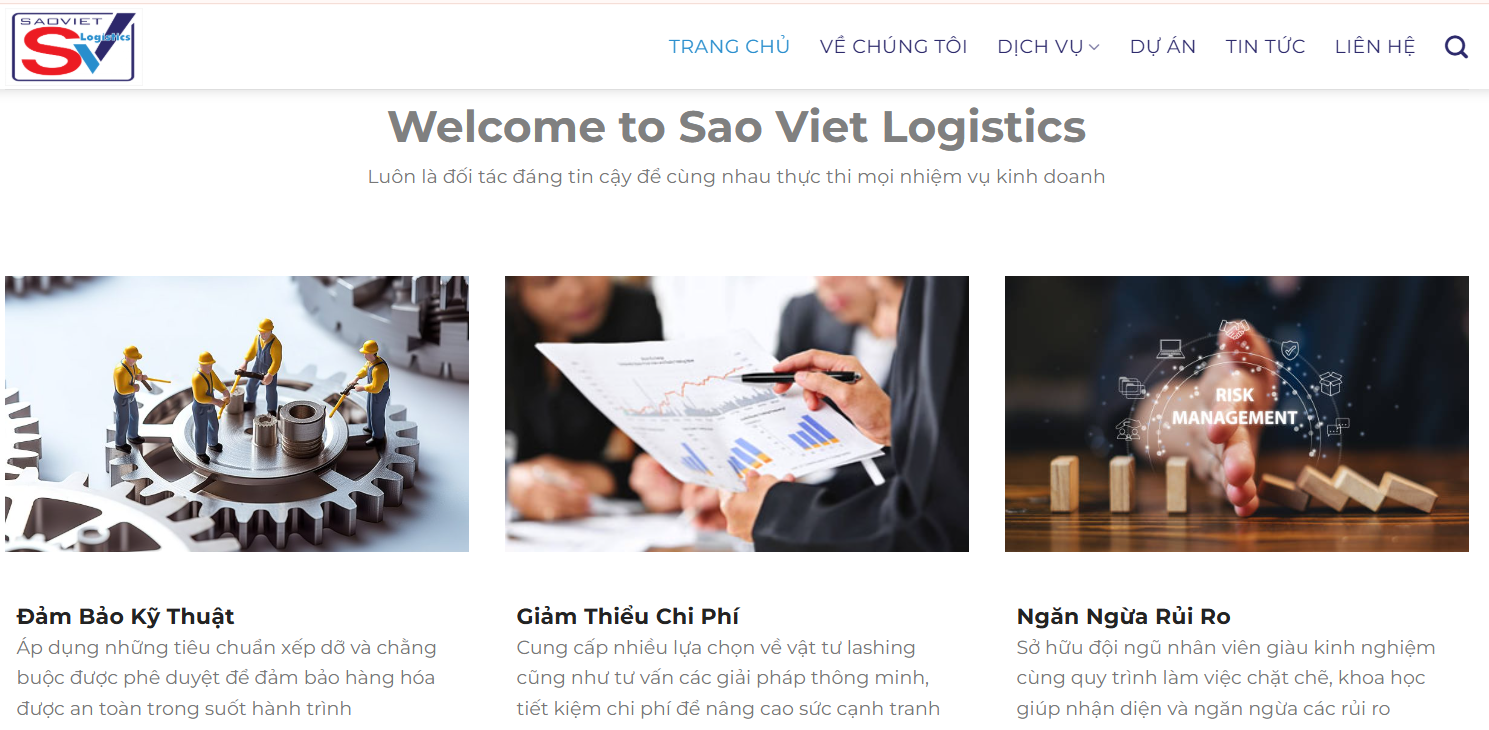 SAOVIET
Logistics
SV
TRANG CHỦ VỀ CHÚNG TÔI DỊCH VỤ DỰ ÁN TIN TỨC LIÊN HỆ
Welcome to Sao Viet Logistics
Luôn là đối tác đáng tin cậy để cùng nhau thực thi mọi nhiệm vụ kinh doanh
RISK
MANAGEMENT
Đảm Bảo Kỹ Thuật
Áp dụng những tiêu chuẩn xếp dỡ và chằng
buộc được phê duyệt để đảm bảo hàng hóa
được an toàn trong suốt hành trình
Giảm Thiểu Chi Phí
Cung cấp nhiều lựa chọn về vật tư lashing
cũng như tư vấn các giải pháp thông minh,
tiết kiệm chi phí để nâng cao sức cạnh tranh
Ngăn Ngừa Rủi Ro
Sở hữu đội ngũ nhân viên giàu kinh nghiệm
cùng quy trình làm việc chặt chẽ, khoa học
giúp nhận diện và ngăn ngừa các rủi ro